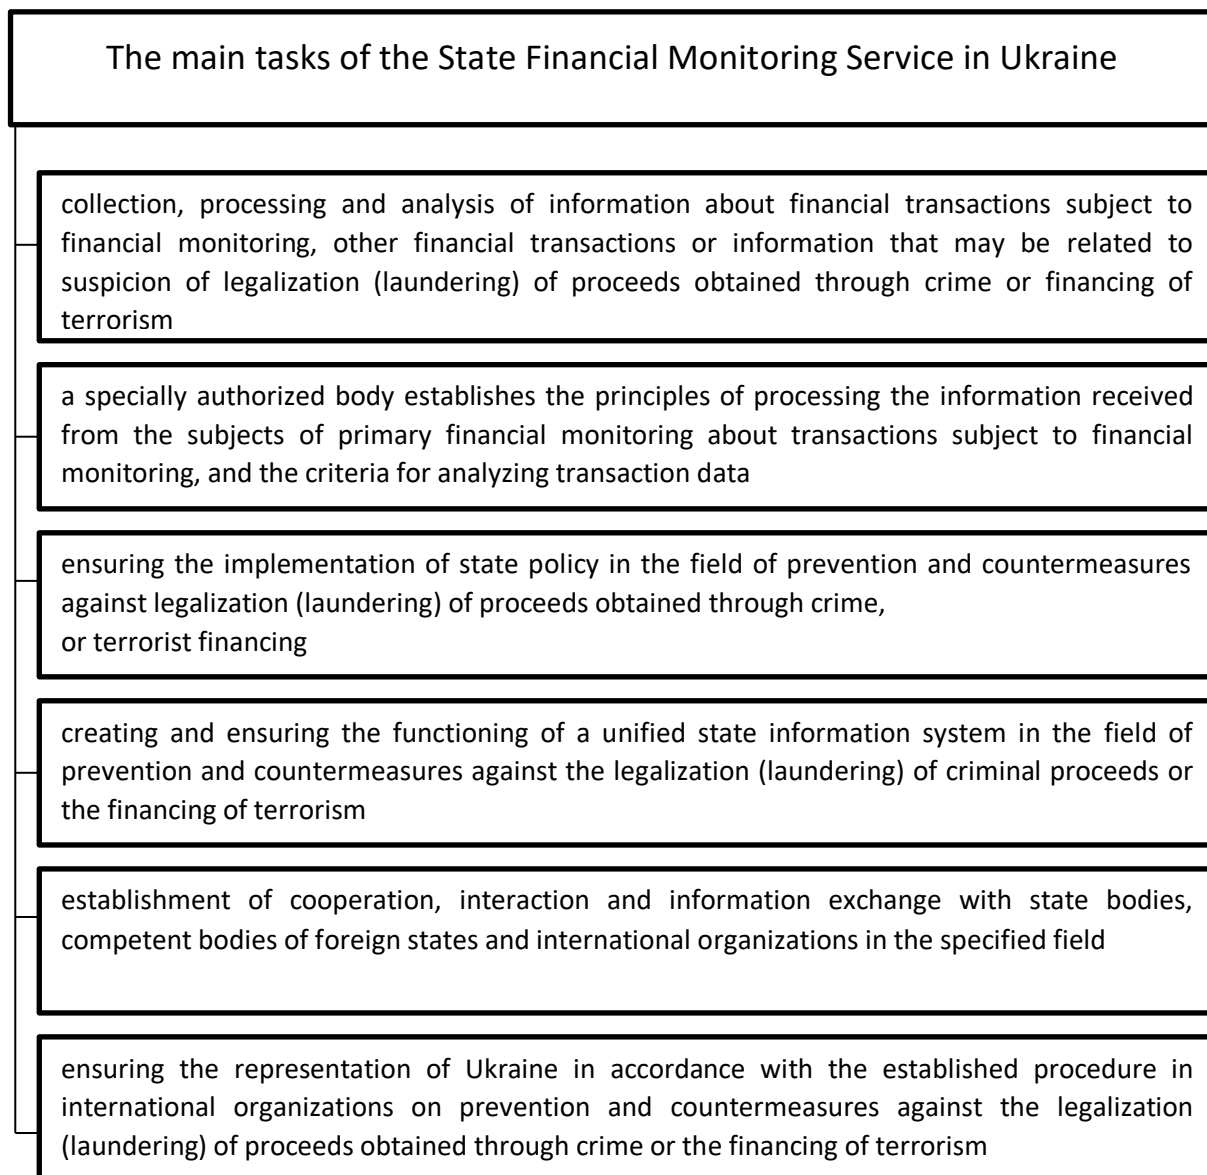 The main tasks of the State Financial Monitoring Service in Ukraine
collection, processing and analysis of information about financial transactions subject to
financial monitoring, other financial transactions or information that may be related to
suspicion of legalization (laundering) of proceeds obtained through crime or financing of
terrorism
a specially authorized body establishes the principles of processing the information received
from the subjects of primary financial monitoring about transactions subject to financial
monitoring, and the criteria for analyzing transaction data
ensuring the implementation of state policy in the field of prevention and countermeasures
against legalization (laundering) of proceeds obtained through crime,
or terrorist financing
creating and ensuring the functioning of a unified state information system in the field of
prevention and countermeasures against the legalization (laundering) of criminal proceeds or
the financing of terrorism
establishment of cooperation, interaction and information exchange with state bodies,
competent bodies of foreign states and international organizations in the specified field
ensuring the representation of Ukraine in accordance with the established procedure in
international organizations on prevention and countermeasures against the legalization
(laundering) of proceeds obtained through crime or the financing of terrorism